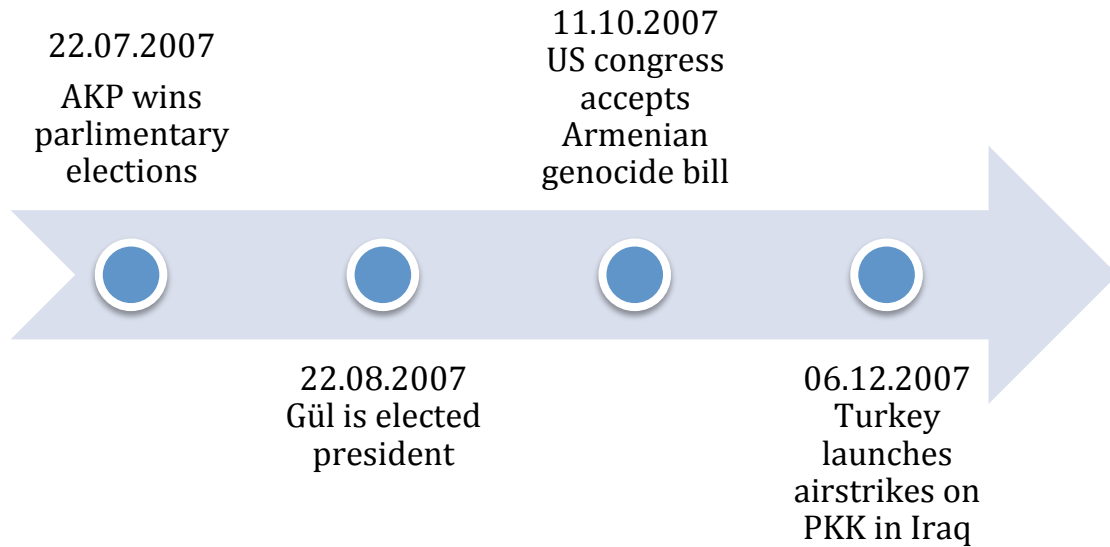 22.07.2007
AKP wins
parlimentary
elections
22.08.2007
Gül is elected
president
11.10.2007
US congress
accepts
Armenian
genocide bill
06.12.2007
Turkey
launches
airstrikes on
PKK in Iraq